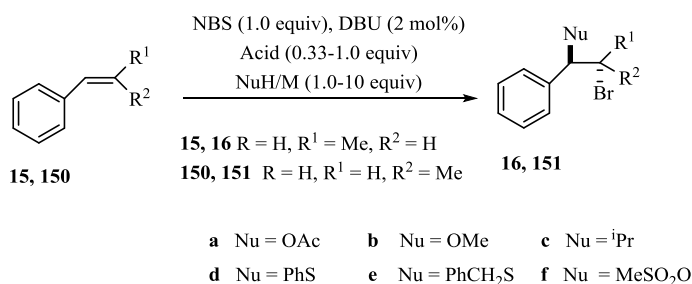 NBS (1.0 equiv), DBU (2 mol%)
Acid (0.33-1.0 equiv)
NuH/M (1.0-10 equiv)
R¹
R²
Nu
R¹
R²
Br
15, 16 R = H, R¹ = Me, R² = H
150, 151 R = H, R¹ = H, R² = Me
15, 150
16, 151
a Nu = OAc b Nu = OMe c Nu = ⁱPr
d Nu = PhS e Nu = PhCH₂S f Nu = MeSO₂O